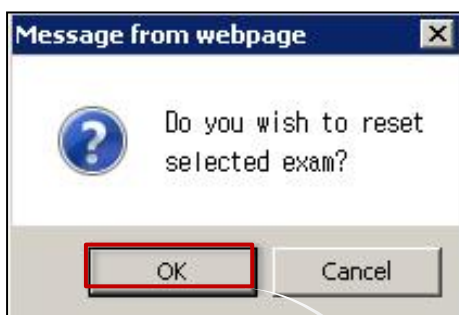 Message from webpage
Do you wish to reset
selected exam?
OK
Cancel